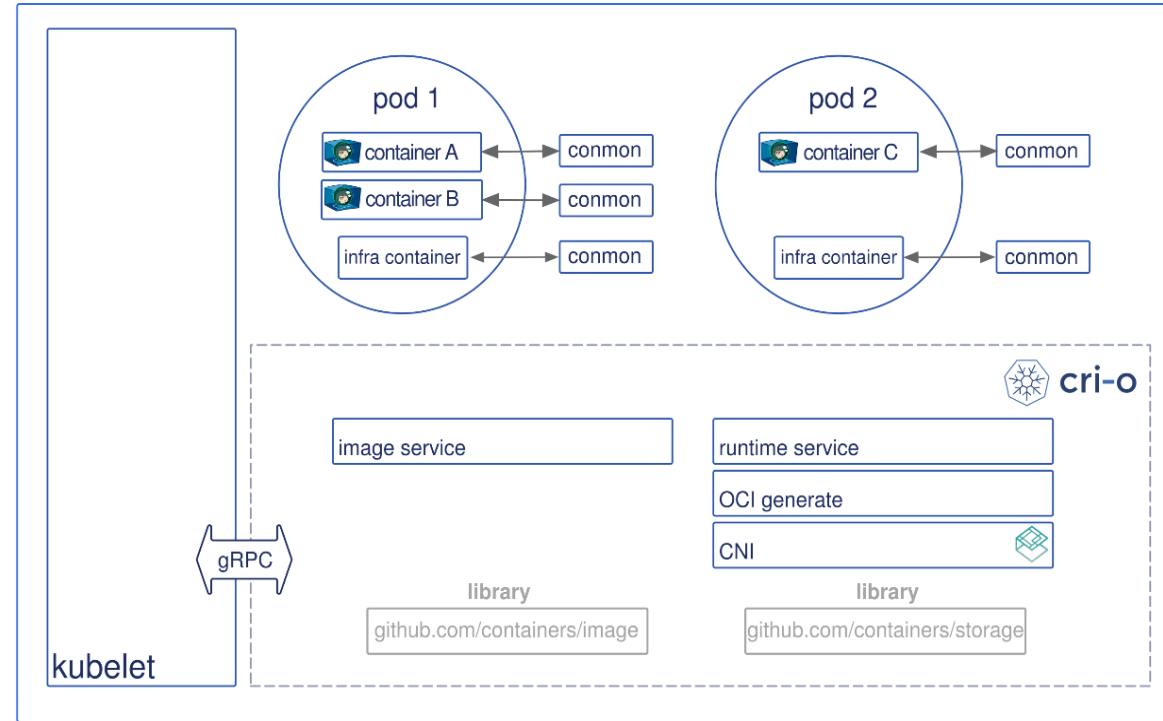 pod 1
container A
conmon
container B
conmon
infra container
conmon
pod 2
container C
conmon
infra container
conmon
cri-o
image service
runtime service
OCI generate
CNI
gRPC
library
github.com/containers/image
library
github.com/containers/storage
kubelet